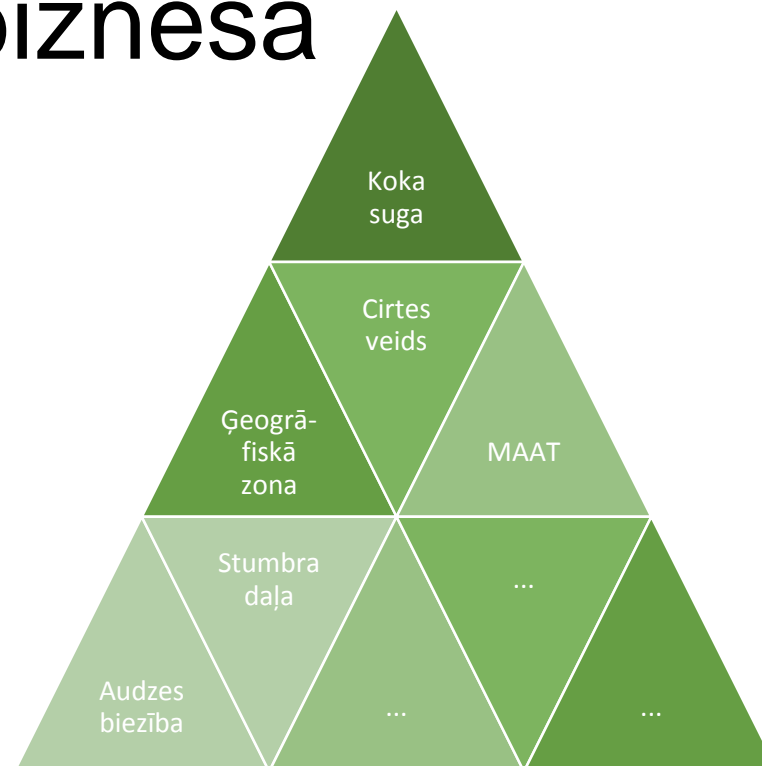 biznesa
Koka
suga
Cirtes
veids
Ģeogrā-
fiskā
zona
MAAT
Stumbra
daļa
...
Audzes
biezība
...
...